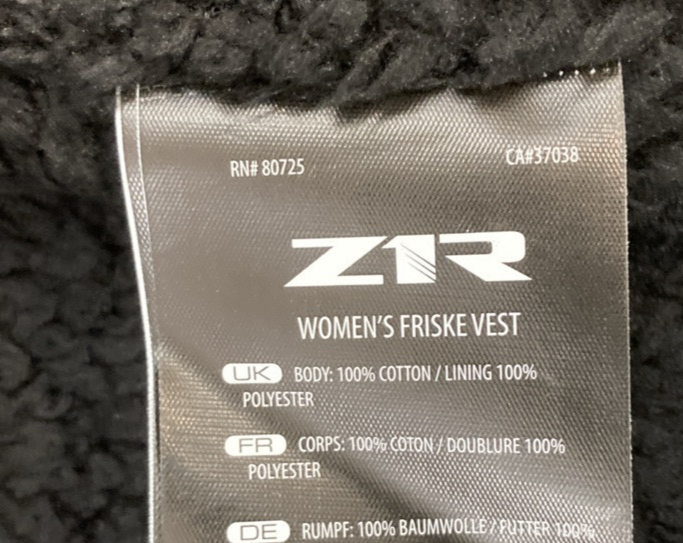 RN# 80725 CA#37038
Z1R
WOMEN'S FRISKE VEST
UK BODY: 100% COTTON / LINING 100%
POLYESTER
FR CORPS: 100% COTON / DOUBLURE 100%
POLYESTER
DE RUMPF: 100% BAUMWOLLE / FUTTER 100%